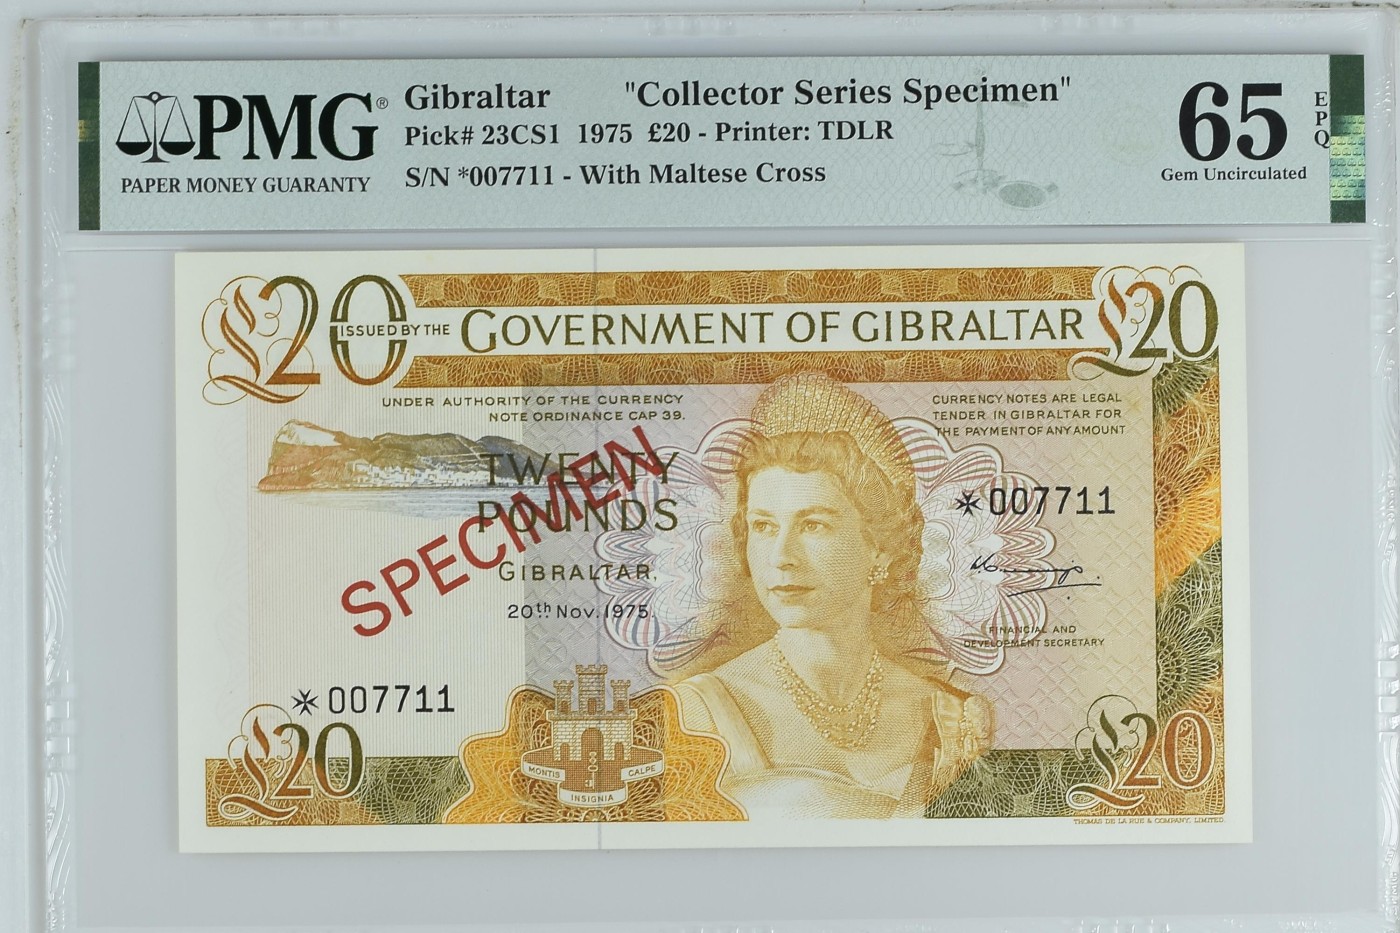 PMG®
PAPER MONEY GUARANTY
Gibraltar "Collector Series Specimen"
Pick# 23CS1 1975 £20 - Printer: TDLR
S/N *007711 - With Maltese Cross
65
EPQ
Gem Uncirculated
£20
ISSUED BY THE GOVERNMENT OF GIBRALTAR
£20
UNDER AUTHORITY OF THE CURRENCY
NOTE ORDINANCE CAP 39.
CURRENCY NOTES ARE LEGAL
TENDER IN GIBRALTAR FOR
THE PAYMENT OF ANY AMOUNT
TWENTY
POUNDS
SPECIMEN
GIBRALTAR,
20th Nov. 1975.
007711
FINANCIAL AND
DEVELOPMENT SECRETARY
007711
£20
MONTIS CALPE
INSIGNIA
£20
THOMAS DE LA RUE & COMPANY, LIMITED.